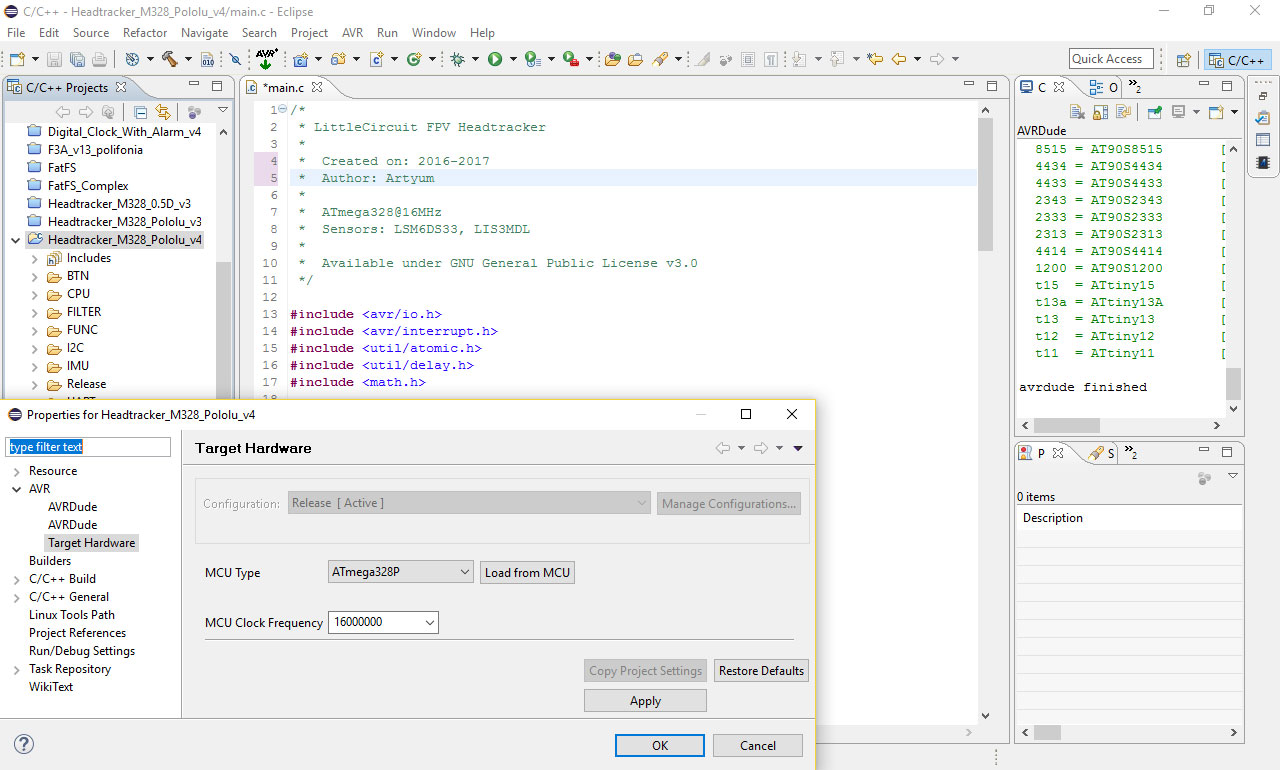 C/C++ - Headtracker_M328_Pololu_v4/main.c - Eclipse
File Edit Source Refactor Navigate Search Project AVR Run Window Help
AVR
010
Quick Access
C/C++
C/C++ Projects
Digital_Clock_With_Alarm_v4
F3A_v13_polifonia
FatFS
FatFS_Complex
Headtracker_M328_0.5D_v3
Headtracker_M328_Pololu_v3
Headtracker_M328_Pololu_v4
Includes
BTN
CPU
FILTER
FUNC
I2C
IMU
Release
*main.c
1 /*
2 * LittleCircuit FPV Headtracker
3 *
4 * Created on: 2016-2017
5 * Author: Artyum
6 *
7 * ATmega328@16MHz
8 * Sensors: LSM6DS33, LIS3MDL
9 *
10 * Available under GNU General Public License v3.0
11 */
12
13 #include <avr/io.h>
14 #include <avr/interrupt.h>
15 #include <util/atomic.h>
16 #include <util/delay.h>
17 #include <math.h>
C O »2
AVRDude
8515 = AT90S8515 [
4434 = AT90S4434 [
4433 = AT90S4433 [
2343 = AT90S2343 [
2333 = AT90S2333 [
2313 = AT90S2313 [
4414 = AT90S4414 [
1200 = AT90S1200 [
t15 = ATtiny15 [
t13a = ATtiny13A [
t13 = ATtiny13 [
t12 = ATtiny12 [
t11 = ATtiny11 [
avrdude finished
P S »2
0 items
Description
Properties for Headtracker_M328_Pololu_v4
type filter text
Resource
AVR
AVRDude
AVRDude
Target Hardware
Builders
C/C++ Build
C/C++ General
Linux Tools Path
Project References
Run/Debug Settings
Task Repository
WikiText
Target Hardware
Configuration: Release [ Active ] Manage Configurations...
MCU Type ATmega328P Load from MCU
MCU Clock Frequency 16000000
Copy Project Settings Restore Defaults
Apply
OK Cancel